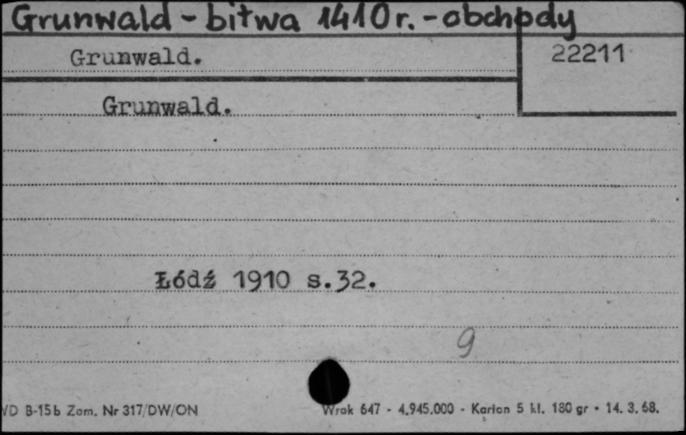 Grunwald - bitwa 1410 r. - obchody
Grunwald.
22211
Grunwald.
Łódź 1910 s.32.
9
WD B-15b Zam. Nr 317/DW/ON
Wrak 647 - 4.945.000 - Karton 5 kl. 180 gr - 14. 3. 68.